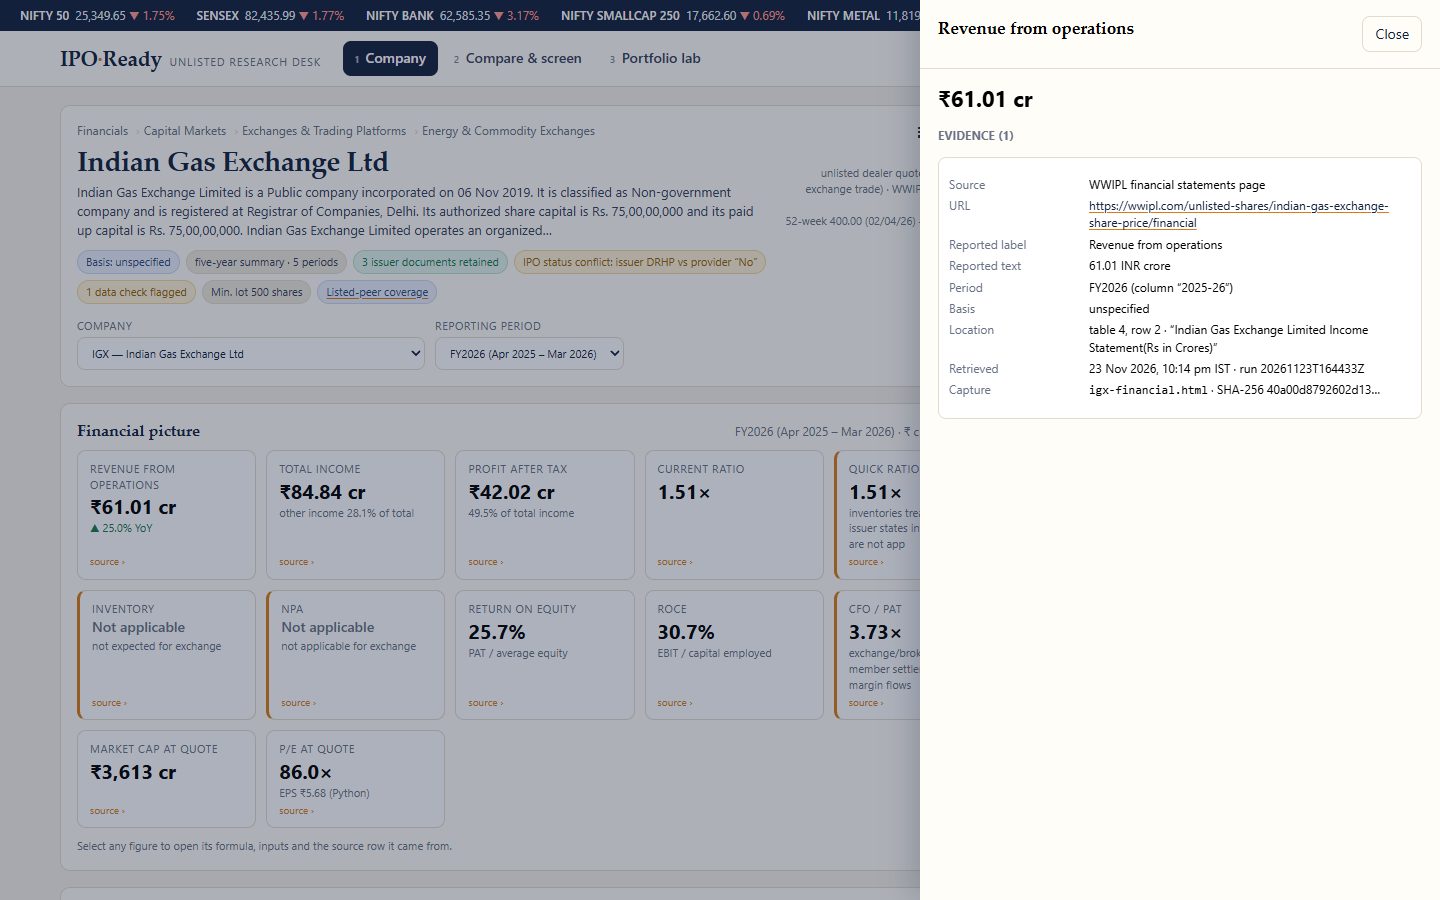 NIFTY 50 25,349.65 ▼ 1.75% SENSEX 82,435.99 ▼ 1.77% NIFTY BANK 62,585.35 ▼ 3.17% NIFTY SMALLCAP 250 17,662.60 ▼ 0.69% NIFTY METAL 11,819
IPO·Ready UNLISTED RESEARCH DESK 1 Company 2 Compare & screen 3 Portfolio lab
Financials › Capital Markets › Exchanges & Trading Platforms › Energy & Commodity Exchanges
Indian Gas Exchange Ltd
Indian Gas Exchange Limited is a Public company incorporated on 06 Nov 2019. It is classified as Non-government
company and is registered at Registrar of Companies, Delhi. Its authorized share capital is Rs. 75,00,00,000 and its paid
up capital is Rs. 75,00,00,000. Indian Gas Exchange Limited operates an organized...
unlisted dealer quot
exchange trade) · WWIP
52-week 400.00 (02/04/26)
Basis: unspecified five-year summary · 5 periods 3 issuer documents retained IPO status conflict: issuer DRHP vs provider “No”
1 data check flagged Min. lot 500 shares Listed-peer coverage
COMPANY REPORTING PERIOD
IGX — Indian Gas Exchange Ltd FY2026 (Apr 2025 – Mar 2026)
Financial picture FY2026 (Apr 2025 – Mar 2026) · ₹ c
REVENUE FROM
OPERATIONS
₹61.01 cr
▲ 25.0% YoY
source ›
TOTAL INCOME
₹84.84 cr
other income 28.1% of total
source ›
PROFIT AFTER TAX
₹42.02 cr
49.5% of total income
source ›
CURRENT RATIO
1.51×
source ›
QUICK RATIO
1.51×
inventories trea
issuer states in
are not app
source ›
INVENTORY
Not applicable
not expected for exchange
source ›
NPA
Not applicable
not applicable for exchange
source ›
RETURN ON EQUITY
25.7%
PAT / average equity
source ›
ROCE
30.7%
EBIT / capital employed
source ›
CFO / PAT
3.73×
exchange/brok
member settle
margin flows
source ›
MARKET CAP AT QUOTE
₹3,613 cr
source ›
P/E AT QUOTE
86.0×
EPS ₹5.68 (Python)
source ›
Select any figure to open its formula, inputs and the source row it came from.
Revenue from operations
Close
₹61.01 cr
EVIDENCE (1)
Source WWIPL financial statements page
URL https://wwipl.com/unlisted-shares/indian-gas-exchange-
share-price/financial
Reported label Revenue from operations
Reported text 61.01 INR crore
Period FY2026 (column “2025-26”)
Basis unspecified
Location table 4, row 2 · “Indian Gas Exchange Limited Income
Statement(Rs in Crores)”
Retrieved 23 Nov 2026, 10:14 pm IST · run 20261123T164433Z
Capture igx-financial.html · SHA-256 40a00d8792602d13...